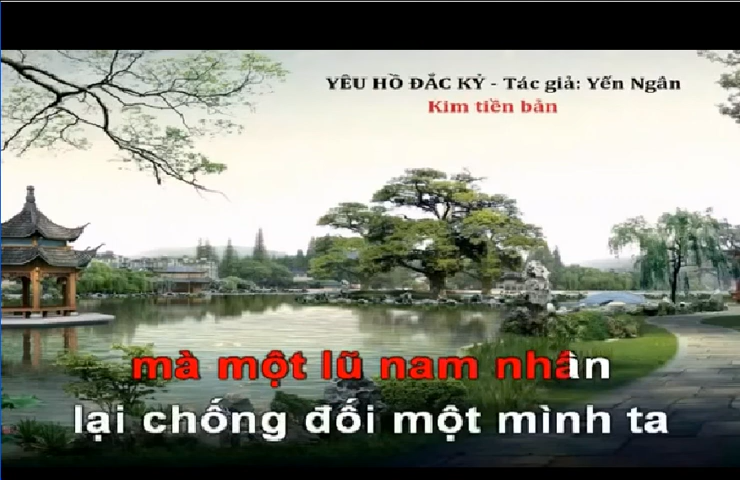 YÊU HỒ ĐẮC KỶ - Tác giả: Yến Ngân
Kim tiền bản
mà một lũ nam nhân
lại chống đối một mình ta